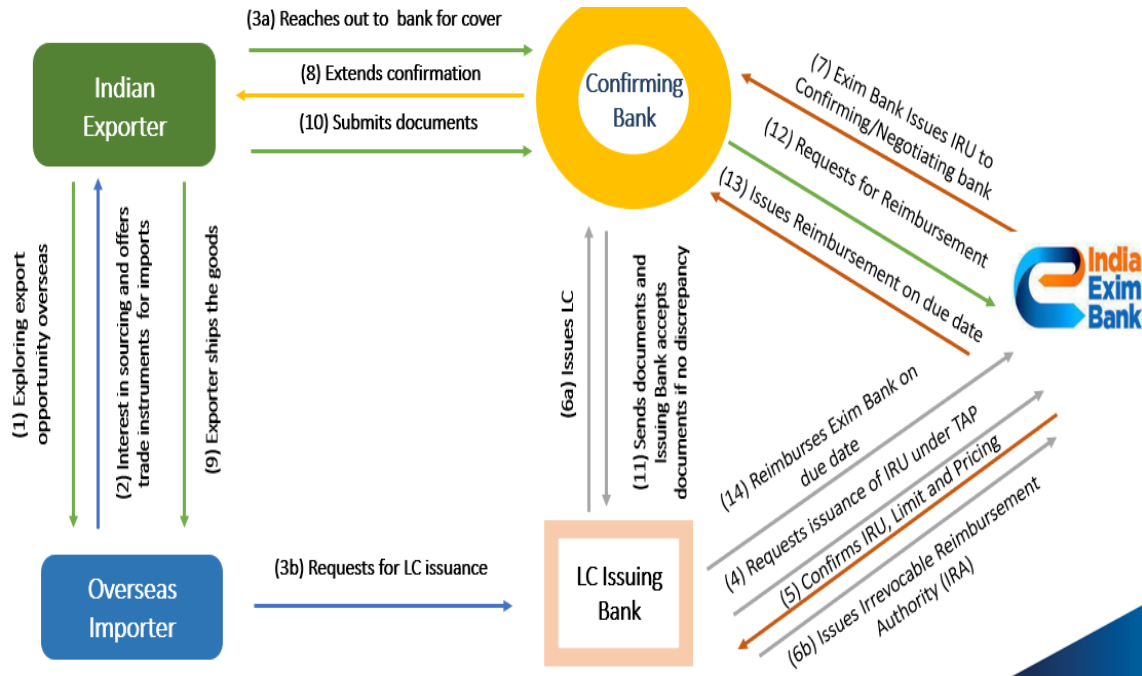 (3a) Reaches out to bank for cover
(8) Extends confirmation
(10) Submits documents
Indian
Exporter
Confirming
Bank
(7) Exim Bank Issues IRU to
Confirming/Negotiating bank
(12) Requests for Reimbursement
(13) Issues Reimbursement on due date
India
Exim
Bank
(1) Exploring export
opportunity overseas
(2) Interest in sourcing and offers
trade instruments for imports
(9) Exporter ships the goods
(6a) Issues LC
(11) Sends documents and
Issuing Bank accepts
documents if no discrepancy
(14) Reimburses Exim Bank on
due date
(4) Requests issuance of IRU under TAP
(5) Confirms IRU, Limit and Pricing
(6b) Issues Irrevocable Reimbursement
Authority (IRA)
Overseas
Importer
(3b) Requests for LC issuance
LC Issuing
Bank